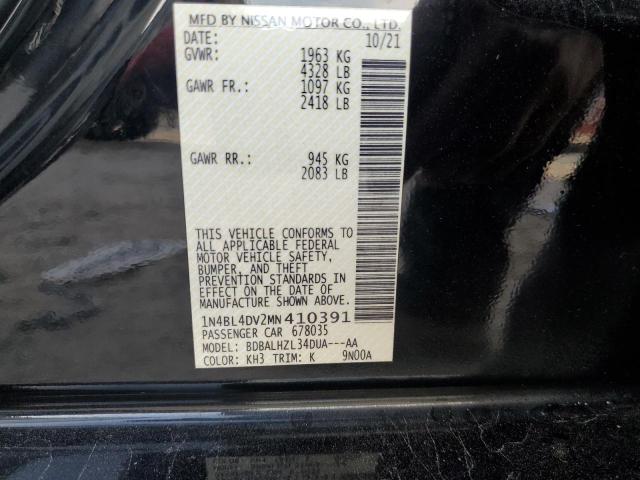 MFD BY NISSAN MOTOR CO., LTD.
DATE: 10/21
GVWR: 1963 KG
4328 LB
GAWR FR.: 1097 KG
2418 LB
GAWR RR.: 945 KG
2083 LB
THIS VEHICLE CONFORMS TO
ALL APPLICABLE FEDERAL
MOTOR VEHICLE SAFETY,
BUMPER, AND THEFT
PREVENTION STANDARDS IN
EFFECT ON THE DATE OF
MANUFACTURE SHOWN ABOVE.
1N4BL4DV2MN410391
PASSENGER CAR 678035
MODEL: BDBALHZL34DUA---AA
COLOR: KH3 TRIM: K 9N00A